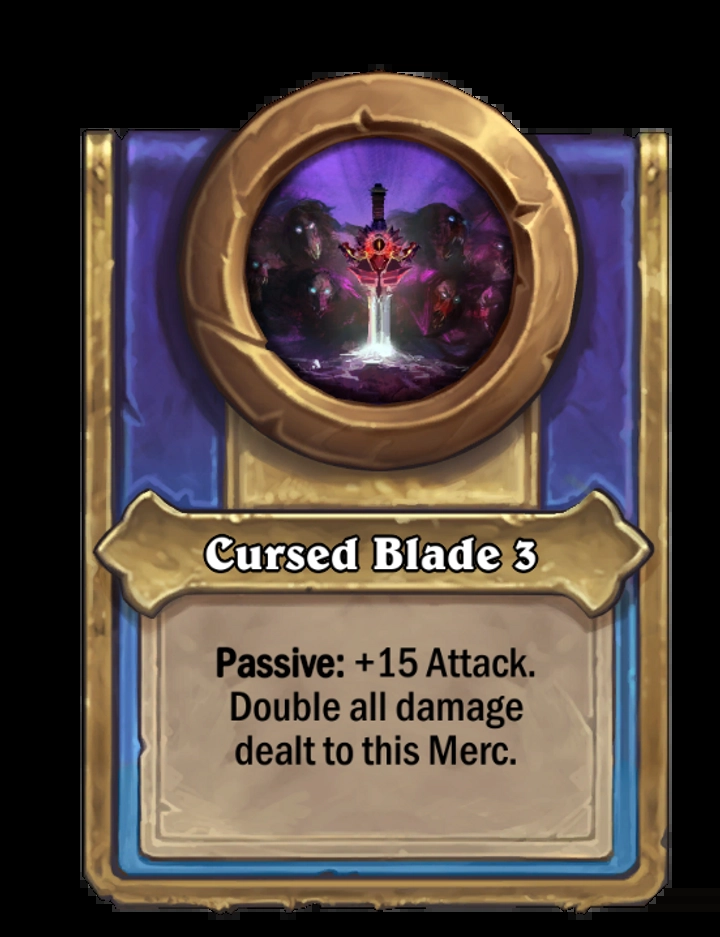 Cursed Blade 3
Passive: +15 Attack.
Double all damage
dealt to this Merc.